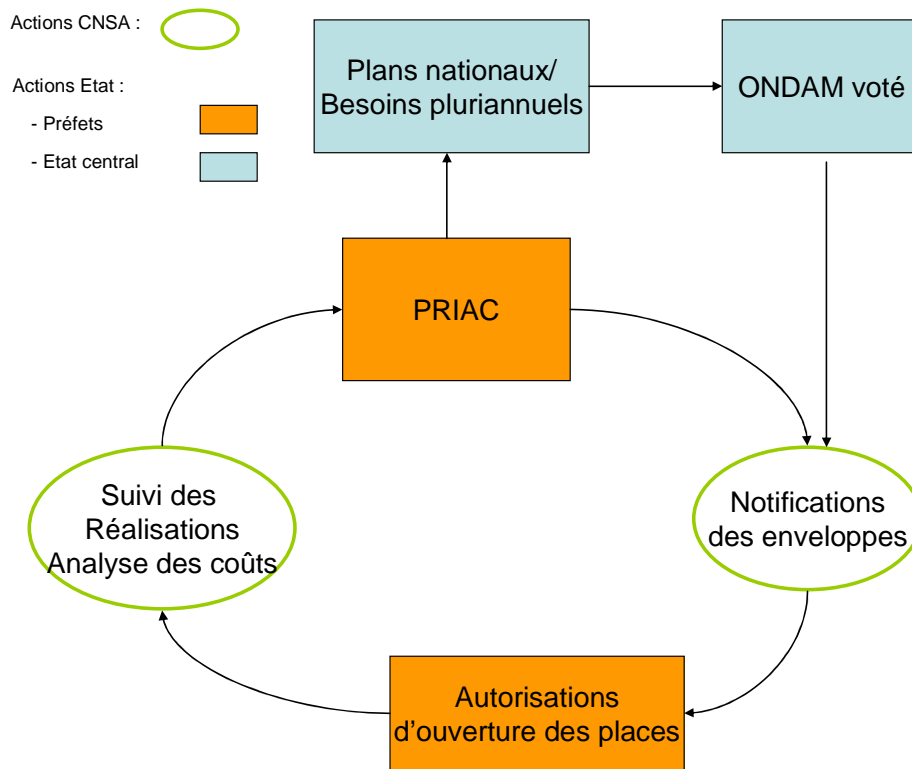 Actions CNSA :
Actions Etat :
- Préfets
- Etat central
Plans nationaux/
Besoins pluriannuels
ONDAM voté
PRIAC
Suivi des
Réalisations
Analyse des coûts
Notifications
des enveloppes
Autorisations
d’ouverture des places